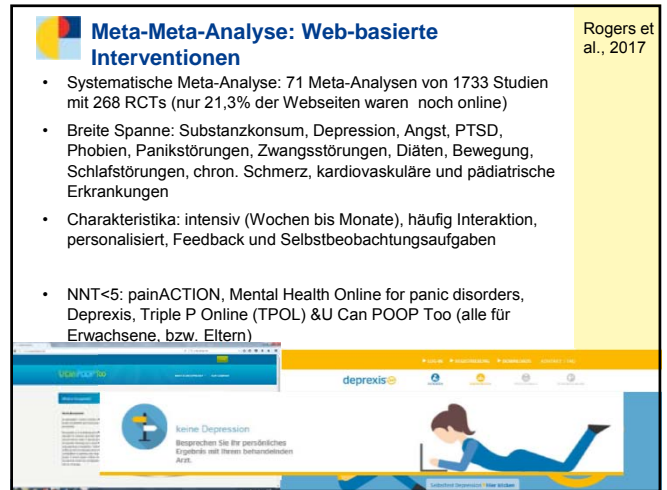 Meta-Meta-Analyse: Web-basierte
Interventionen
Rogers et
al., 2017
• Systematische Meta-Analyse: 71 Meta-Analysen von 1733 Studien
mit 268 RCTs (nur 21,3% der Webseiten waren noch online)
• Breite Spanne: Substanzkonsum, Depression, Angst, PTSD,
Phobien, Panikstörungen, Zwangsstörungen, Diäten, Bewegung,
Schlafstörungen, chron. Schmerz, kardiovaskuläre und pädiatrische
Erkrankungen
• Charakteristika: intensiv (Wochen bis Monate), häufig Interaktion,
personalisiert, Feedback und Selbstbeobachtungsaufgaben
• NNT<5: painACTION, Mental Health Online for panic disorders,
Deprexis, Triple P Online (TPOL) &U Can POOP Too (alle für
Erwachsene, bzw. Eltern)
UCanPOOPToo
deprexis
keine Depression
Besprechen Sie Ihr persönliches
Ergebnis mit Ihrem behandelnden
Arzt.